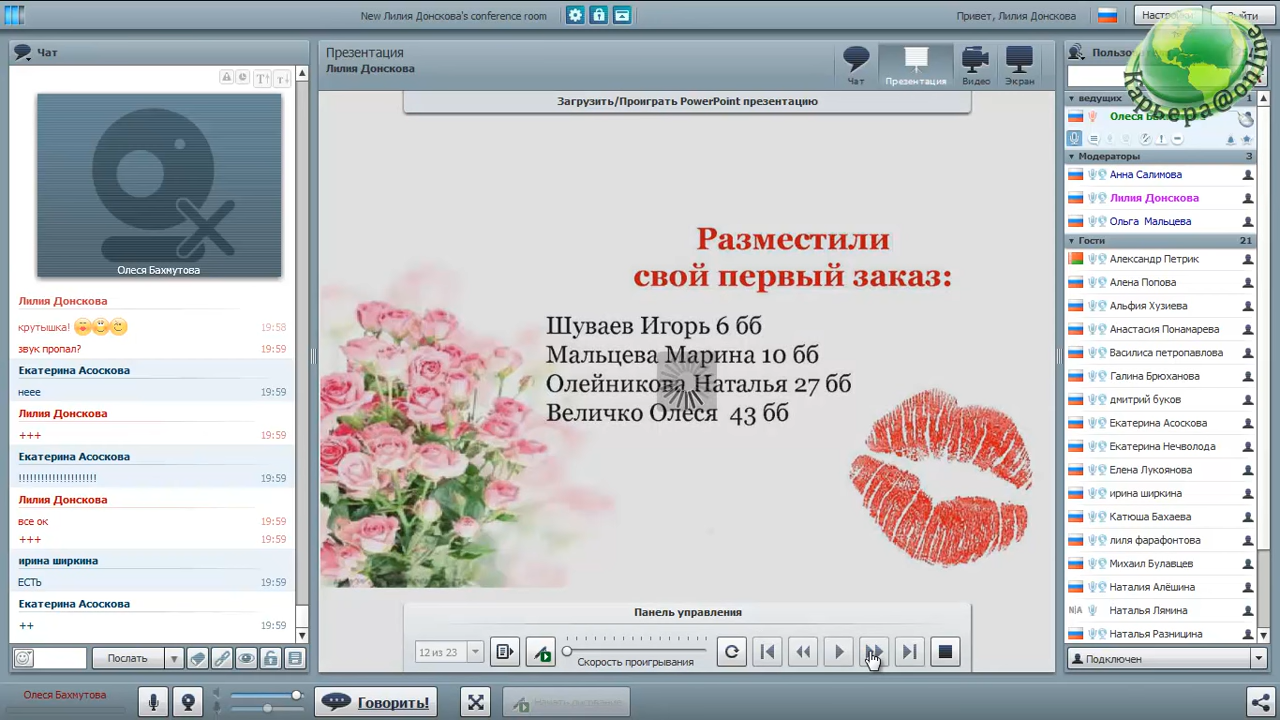 New Лилия Донскова's conference room
Привет, Лилия Донскова
Настройки
Выйти
карьера@online
Чат
Олеся Бахмутова
Лилия Донскова
крутышка! 19:58
звук пропал? 19:59
Екатерина Асоскова
неее 19:59
Лилия Донскова
+++ 19:59
Екатерина Асоскова
!!!!!!!!!!!!!!!!!!!!! 19:59
Лилия Донскова
все ок 19:59
+++ 19:59
ирина ширкина
ЕСТЬ 19:59
Екатерина Асоскова
++ 19:59
Послать
Презентация
Лилия Донскова
Чат
Презентация
Видео
Экран
Загрузить/Проиграть PowerPoint презентацию
Разместили
свой первый заказ:
Шуваев Игорь 6 бб
Мальцева Марина 10 бб
Олейникова Наталья 27 бб
Величко Олеся 43 бб
Панель управления
12 из 23
Скорость проигрывания
ведущих 1
Модераторы 3
Анна Салимова
Лилия Донскова
Ольга Мальцева
Гости 21
Александр Петрик
Алена Попова
Альфия Хузиева
Анастасия Понамарева
Василиса петропавлова
Галина Брюханова
дмитрий буков
Екатерина Асоскова
Екатерина Нечволода
Елена Лукоянова
ирина ширкина
Катюша Бахаева
лиля фарафонтова
Михаил Булавцев
Наталия Алёшина
N/A Наталья Лямина
Наталья Разницина
Подключен
Олеся Бахмутова
Говорить!